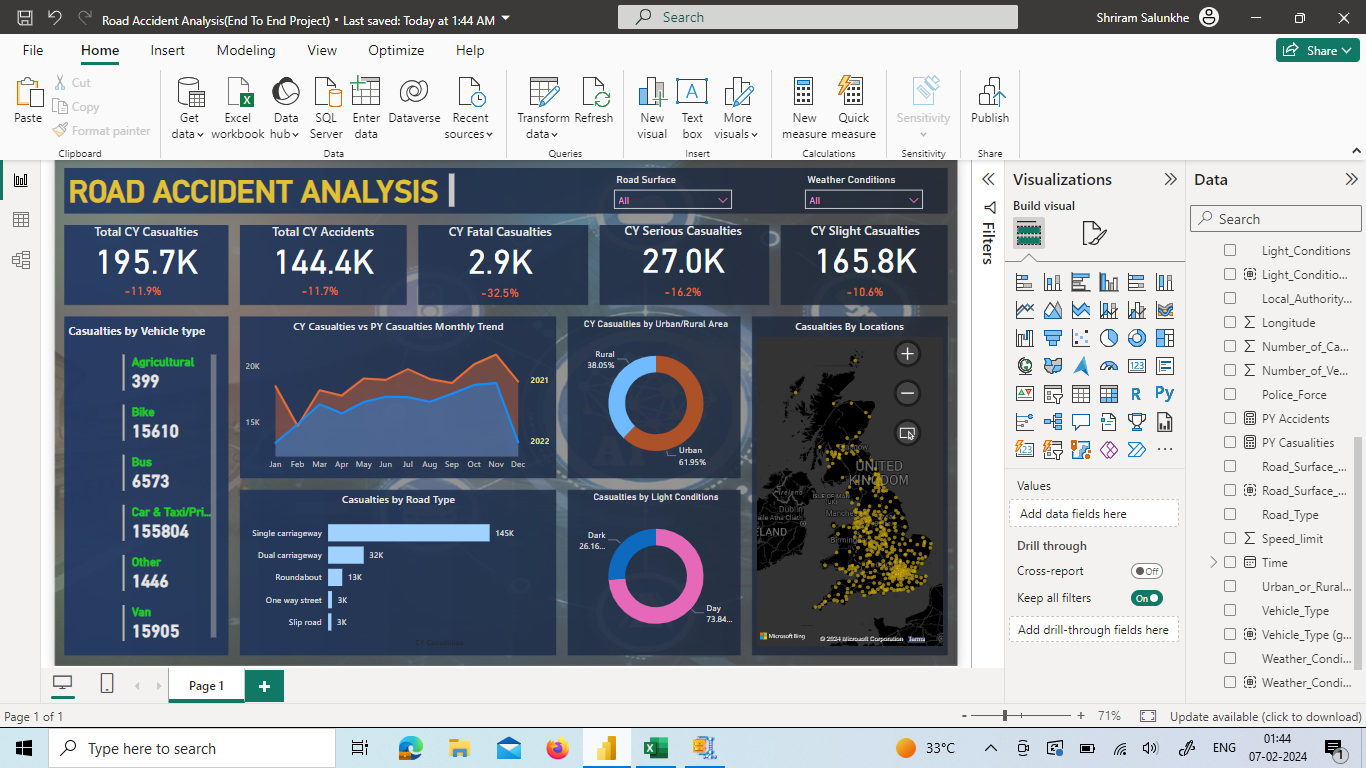 Road Accident Analysis(End To End Project) • Last saved: Today at 1:44 AM
Search
Shriram Salunkhe
File
Home
Insert
Modeling
View
Optimize
Help
Share
Paste
Cut
Copy
Format painter
Clipboard
Get data
Excel workbook
Data hub
SQL Server
Enter data
Dataverse
Recent sources
Data
Transform data
Refresh
Queries
New visual
Text box
More visuals
Insert
New measure
Quick measure
Calculations
Sensitivity
Sensitivity
Publish
Share
ROAD ACCIDENT ANALYSIS
Road Surface
All
Weather Conditions
All
Total CY Casualties
195.7K
-11.9%
Total CY Accidents
144.4K
-11.7%
CY Fatal Casualties
2.9K
-32.5%
CY Serious Casualties
27.0K
-16.2%
CY Slight Casualties
165.8K
-10.6%
Casualties by Vehicle type
Agricultural
399
Bike
15610
Bus
6573
Car & Taxi/Pri...
155804
Other
1446
Van
15905
CY Casualties vs PY Casualties Monthly Trend
20K
15K
2021
2022
Jan Feb Mar Apr May Jun Jul Aug Sep Oct Nov Dec
CY Casualties by Urban/Rural Area
Rural
38.05%
Urban
61.95%
Casualties by Road Type
Single carriageway 145K
Dual carriageway 32K
Roundabout 13K
One way street 3K
Slip road 3K
CY Casualties
Casualties by Light Conditions
Dark
26.16...
Day
73.84...
Casualties By Locations
UNITED
KINGDOM
ISLE OF MAN
Ireland
Dublin
Microsoft Bing
© 2024 Microsoft Corporation Terms
Filters
Visualizations
Build visual
123
R
Py
123
Values
Add data fields here
Drill through
Cross-report
Off
Keep all filters
On
Add drill-through fields here
Data
Search
Light_Conditions
Light_Conditio...
Local_Authority...
Longitude
Number_of_Ca...
Number_of_Ve...
Police_Force
PY Accidents
PY Casualities
Road_Surface_...
Road_Surface_...
Road_Type
Speed_limit
Time
Urban_or_Rural...
Vehicle_Type
Vehicle_Type (g...
Weather_Condi...
Weather_Condi...
Page 1
Page 1 of 1
- + 71%
Update available (click to download)
Type here to search
33°C
ENG
01:44
07-02-2024
1